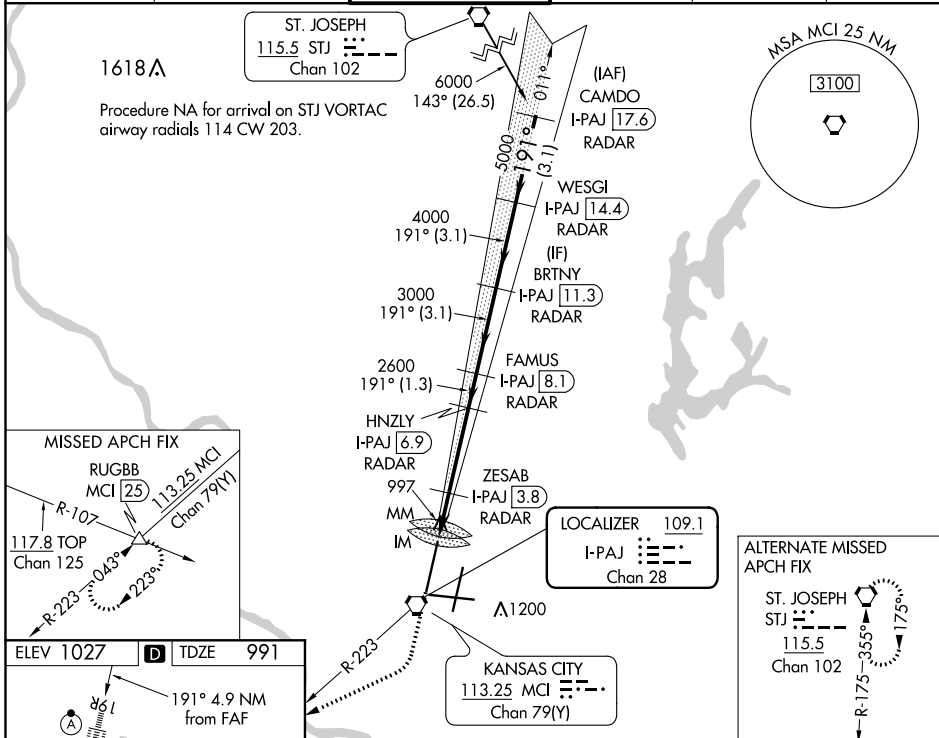 ST. JOSEPH
115.5 STJ
Chan 102
1618
Procedure NA for arrival on STJ VORTAC
airway radials 114 CW 203.
6000
143° (26.5)
011°
5000
191°
(3.1)
(IAF)
CAMDO
I-PAJ 17.6
RADAR
MSA MCI 25 NM
3100
WESGI
I-PAJ 14.4
RADAR
4000
191° (3.1)
(IF)
BRTNY
I-PAJ 11.3
RADAR
3000
191° (3.1)
FAMUS
I-PAJ 8.1
RADAR
2600
191° (1.3)
HNZLY
I-PAJ 6.9
RADAR
ZESAB
I-PAJ 3.8
RADAR
997
MM
IM
MISSED APCH FIX
RUGBB
MCI 25
113.25 MCI
Chan 79(Y)
R-107
117.8 TOP
Chan 125
R-223
043°
223°
LOCALIZER 109.1
I-PAJ
Chan 28
1200
R-223
KANSAS CITY
113.25 MCI
Chan 79(Y)
ALTERNATE MISSED
APCH FIX
ST. JOSEPH
STJ
115.5
Chan 102
175°
R-175
355°
ELEV 1027 D TDZE 991
19R
191° 4.9 NM
from FAF
A